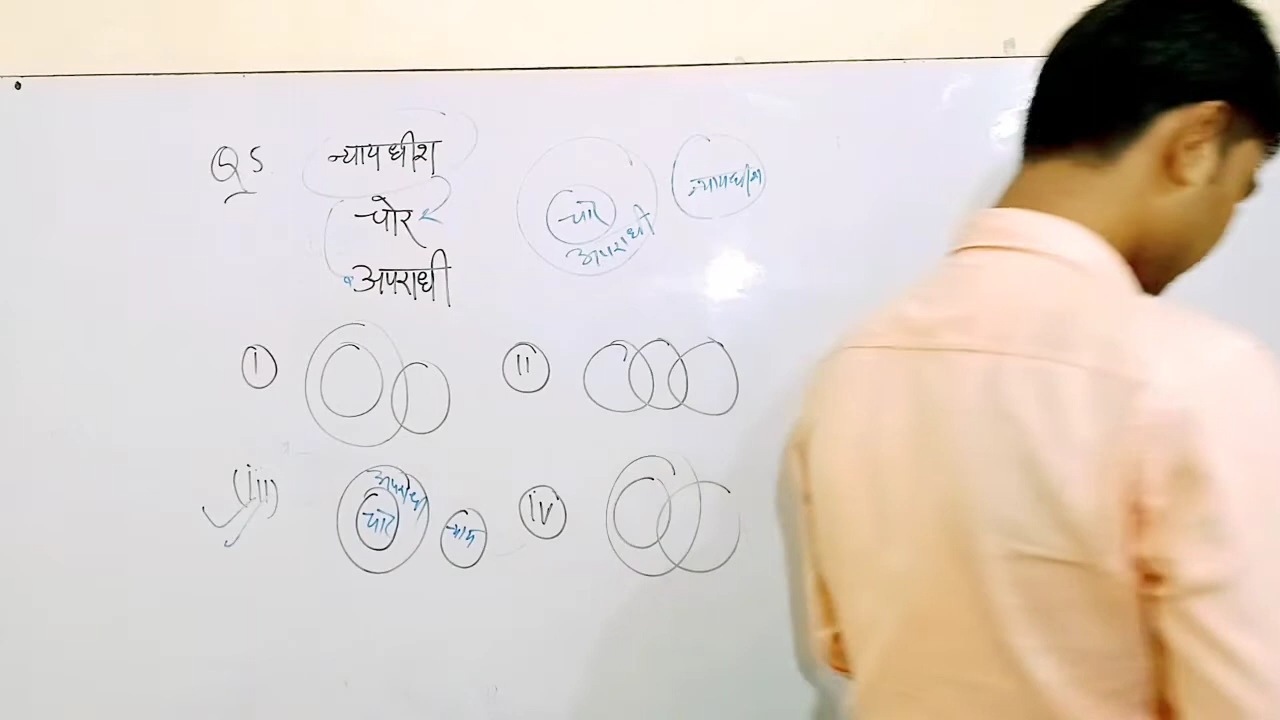 Q5 न्यायधीश
चोर
अपराधी
चोर
अपराधी
न्यायधीश
I
II
(iii)
अपराधी
चोर
न्याय
IV